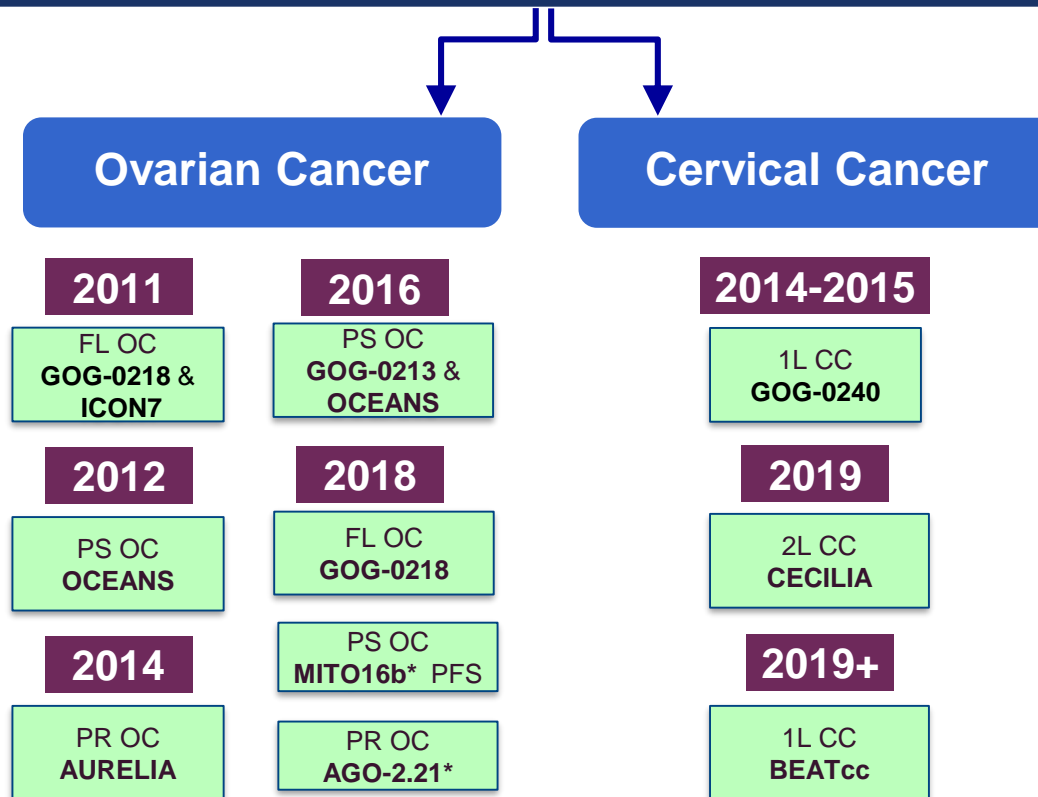 Ovarian Cancer
2011
FL OC
GOG-0218 &
ICON7
2012
PS OC
OCEANS
2014
PR OC
AURELIA
2016
PS OC
GOG-0213 &
OCEANS
2018
FL OC
GOG-0218
PS OC
MITO16b* PFS
PR OC
AGO-2.21*
Cervical Cancer
2014-2015
1L CC
GOG-0240
2019
2L CC
CECILIA
2019+
1L CC
BEATcc